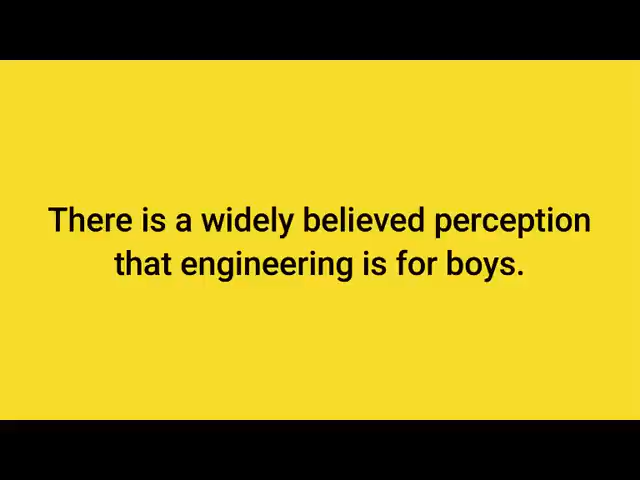 There is a widely believed perception
that engineering is for boys.